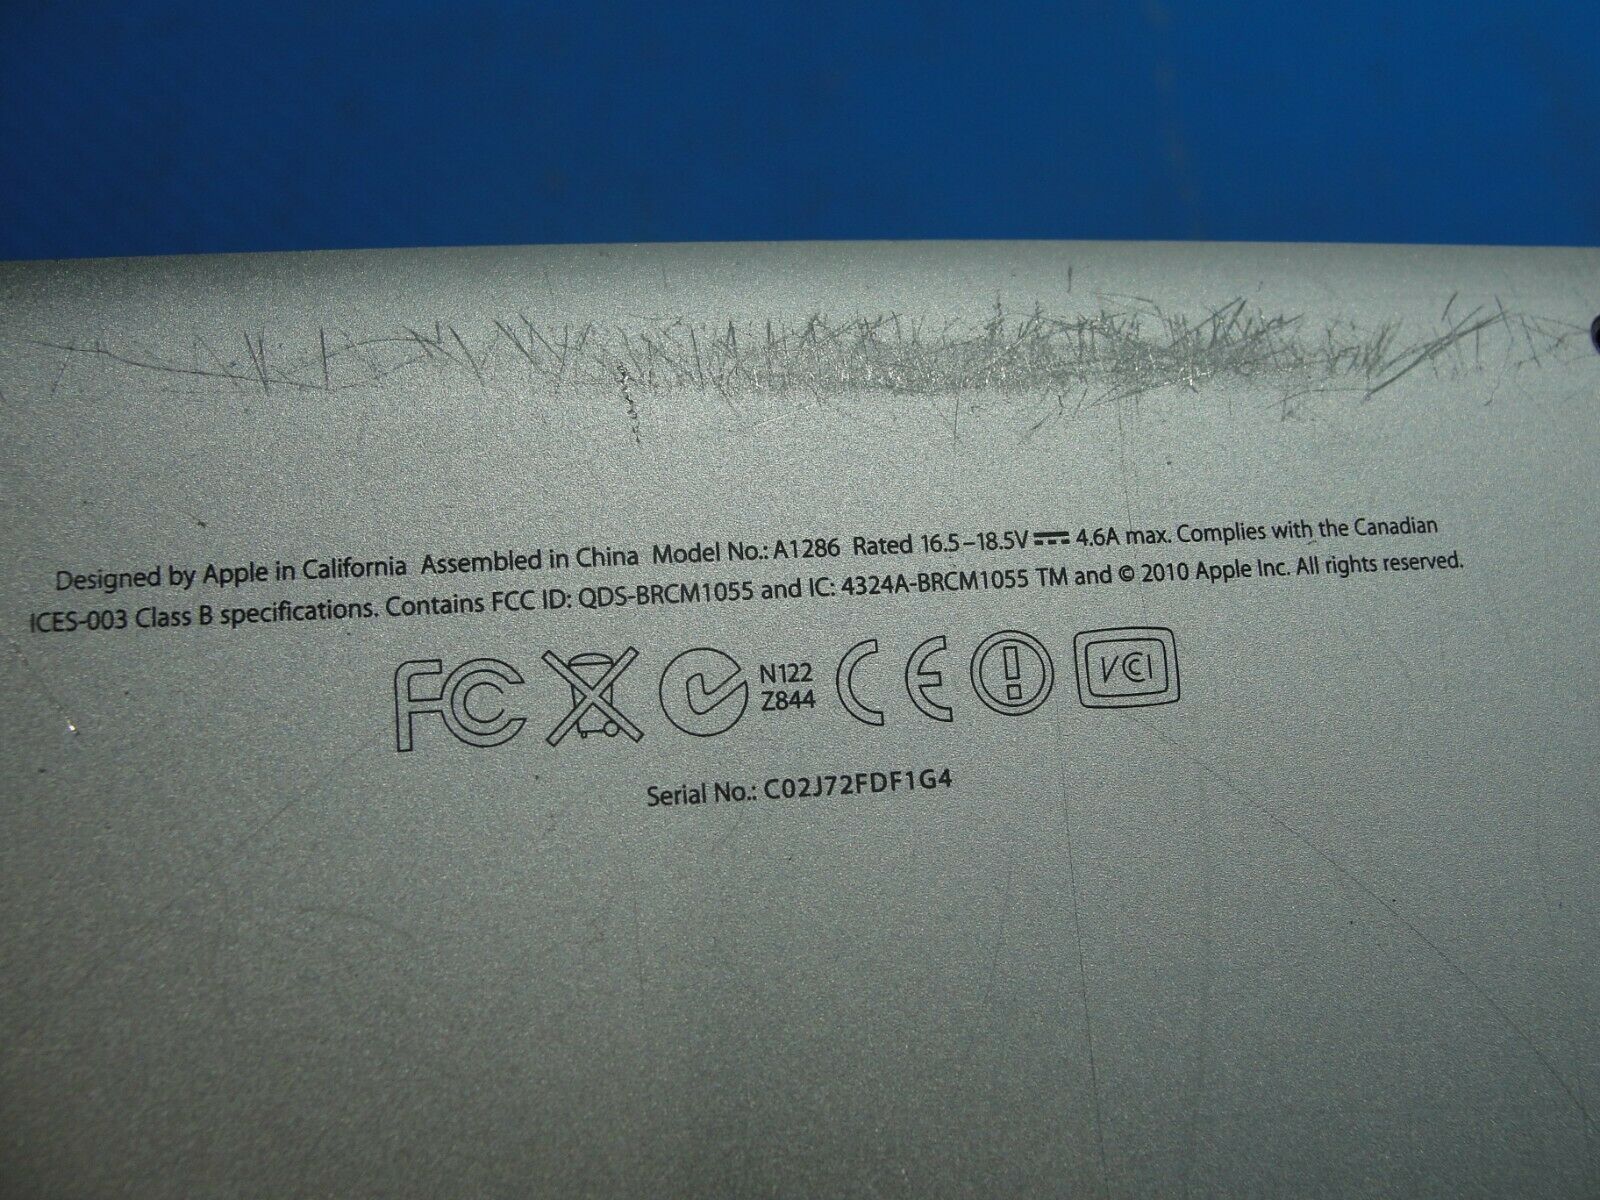 Designed by Apple in California Assembled in China Model No.: A1286 Rated 16.5–18.5V⎓ 4.6A max. Complies with the Canadian
ICES-003 Class B specifications. Contains FCC ID: QDS-BRCM1055 and IC: 4324A-BRCM1055 TM and © 2010 Apple Inc. All rights reserved.
FC N122 CE VCI
Z844
Serial No.: C02J72FDF1G4